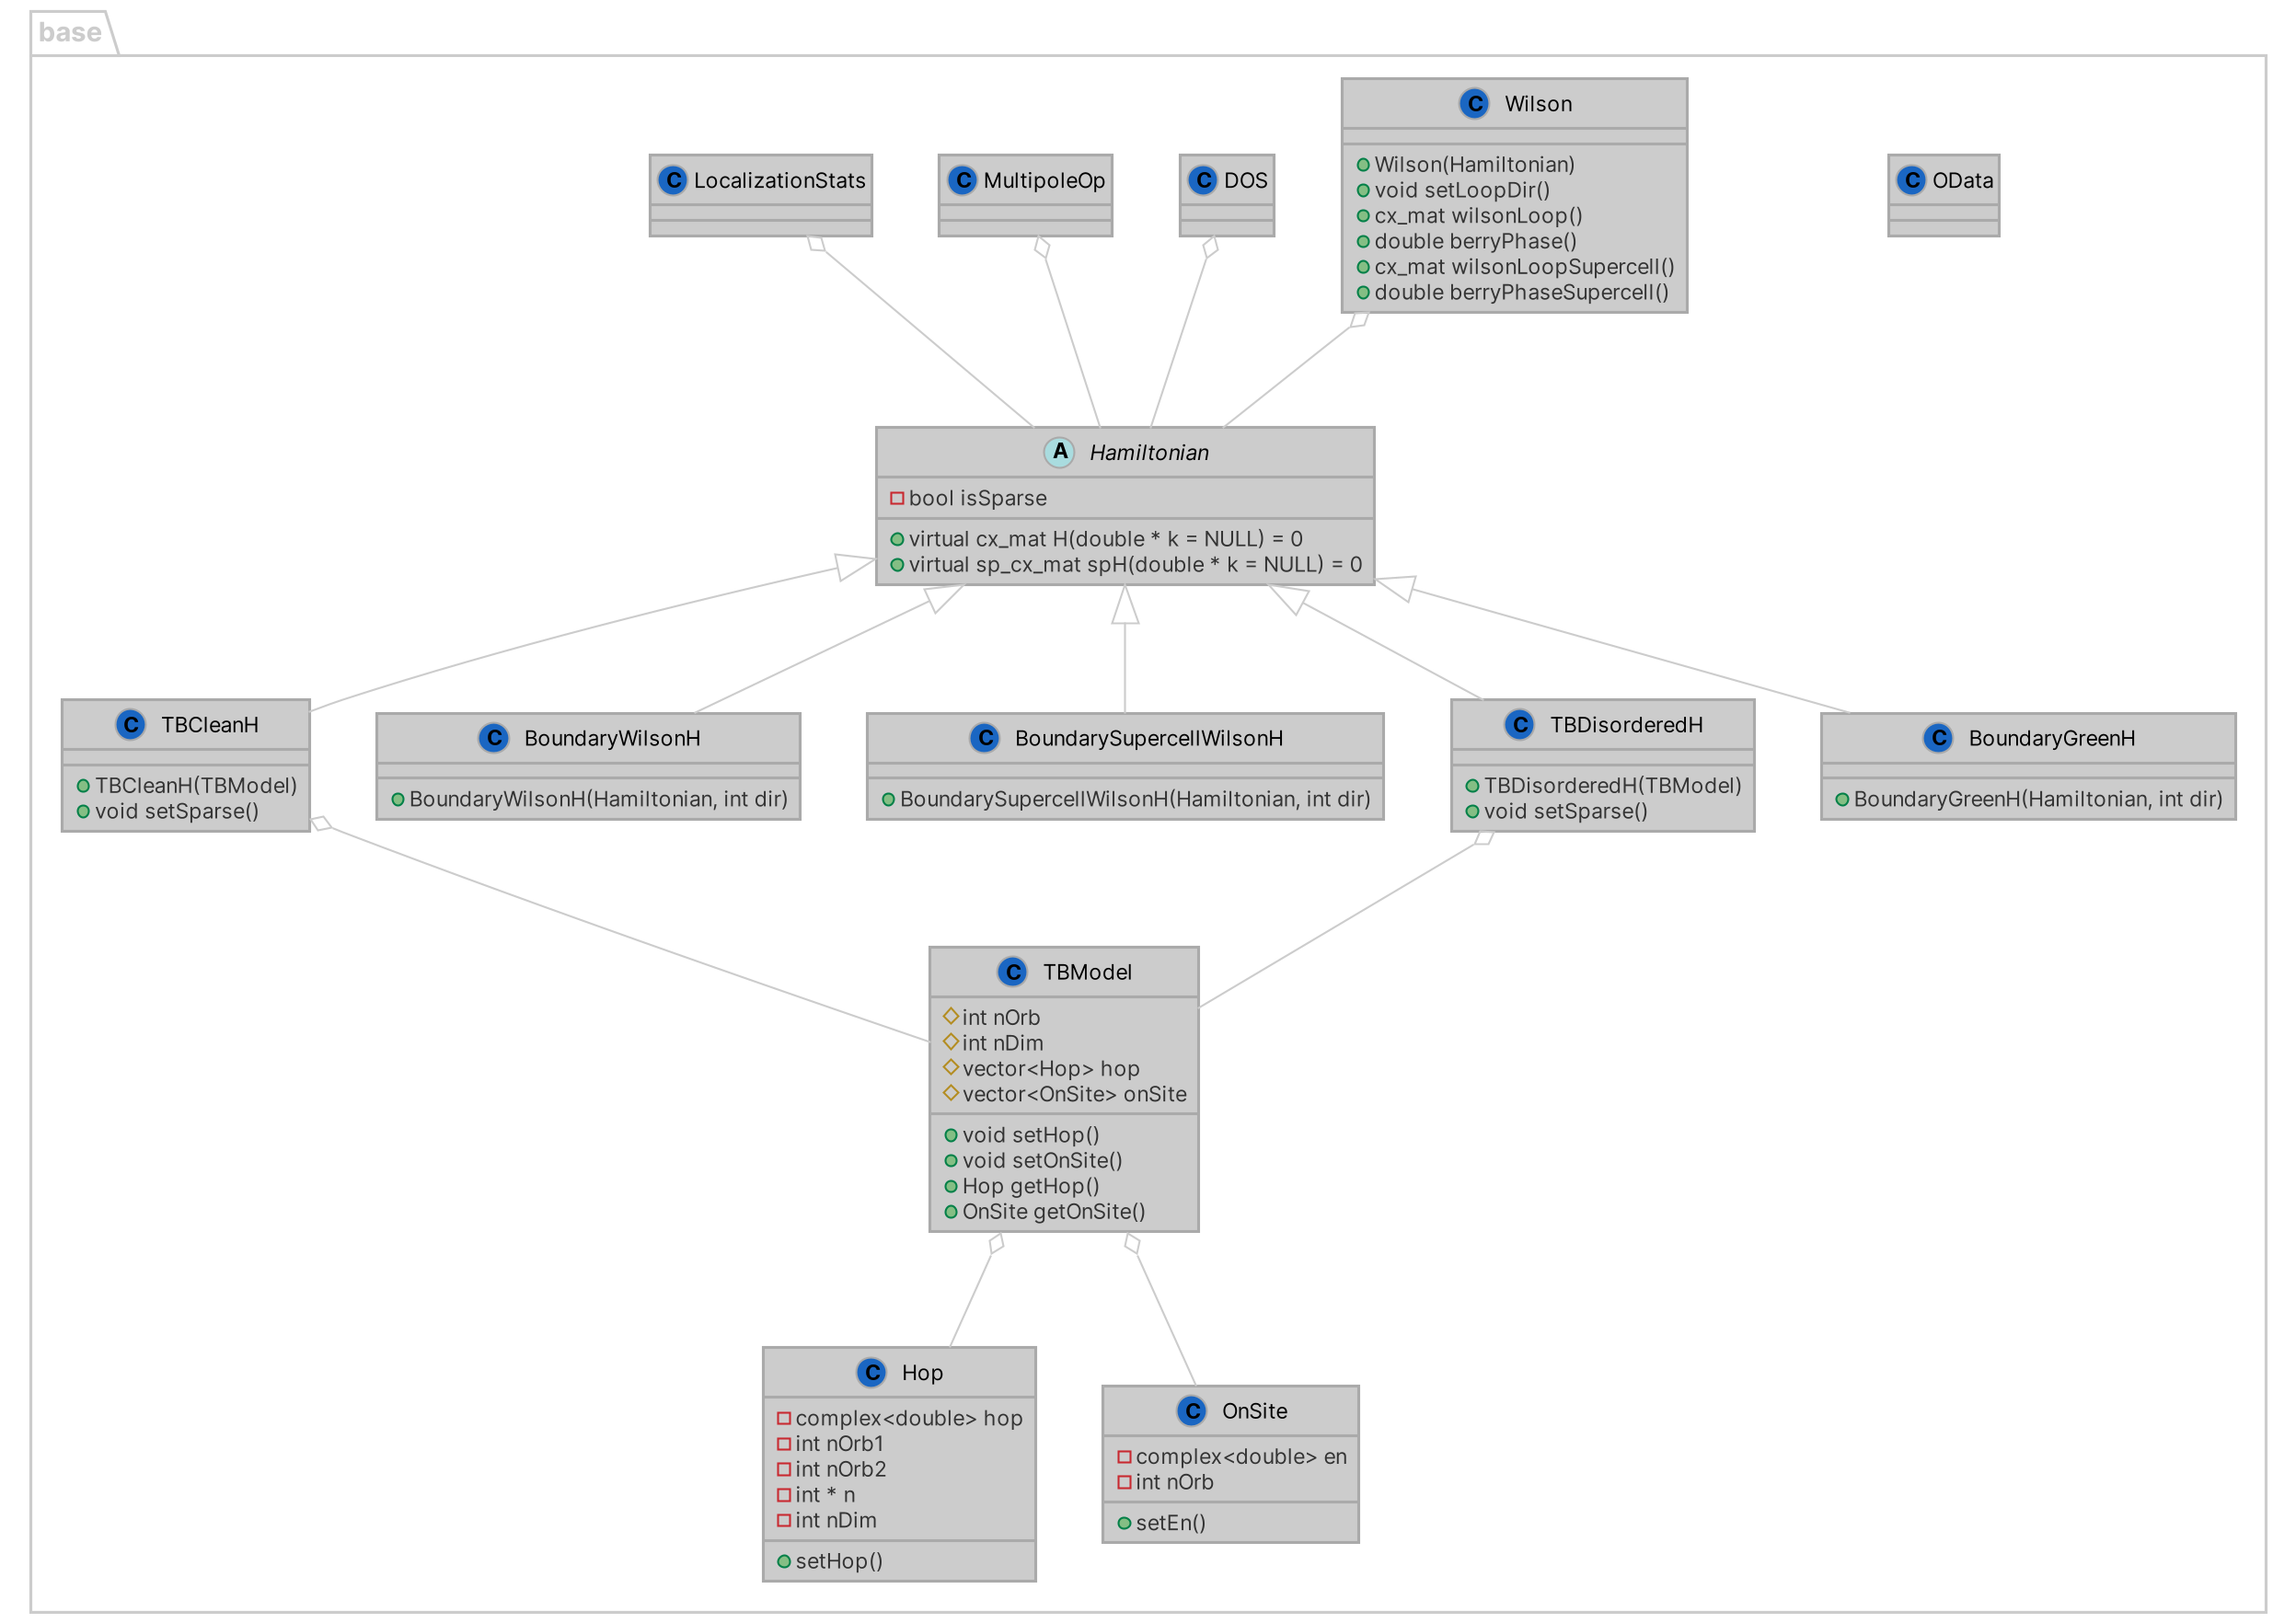 base
C Wilson
Wilson(Hamiltonian)
void setLoopDir()
cx_mat wilsonLoop()
double berryPhase()
cx_mat wilsonLoopSupercell()
double berryPhaseSupercell()
C LocalizationStats
C MultipoleOp
C DOS
C OData
A Hamiltonian
bool isSparse
virtual cx_mat H(double * k = NULL) = 0
virtual sp_cx_mat spH(double * k = NULL) = 0
C TBCleanH
TBCleanH(TBModel)
void setSparse()
C BoundaryWilsonH
BoundaryWilsonH(Hamiltonian, int dir)
C BoundarySupercellWilsonH
BoundarySupercellWilsonH(Hamiltonian, int dir)
C TBDisorderedH
TBDisorderedH(TBModel)
void setSparse()
C BoundaryGreenH
BoundaryGreenH(Hamiltonian, int dir)
C TBModel
int nOrb
int nDim
vector<Hop> hop
vector<OnSite> onSite
void setHop()
void setOnSite()
Hop getHop()
OnSite getOnSite()
C Hop
complex<double> hop
int nOrb1
int nOrb2
int * n
int nDim
setHop()
C OnSite
complex<double> en
int nOrb
setEn()